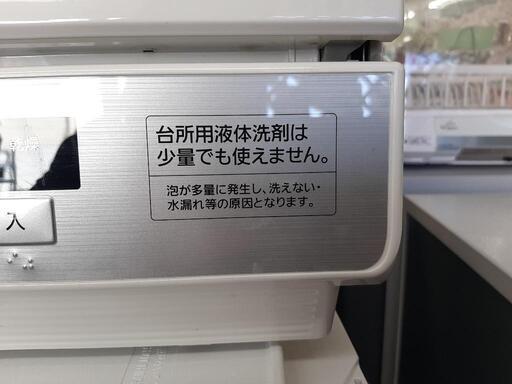 台所用液体洗剤は
少量でも使えません。
泡が多量に発生し、洗えない・
水漏れ等の原因となります。
乾燥
入